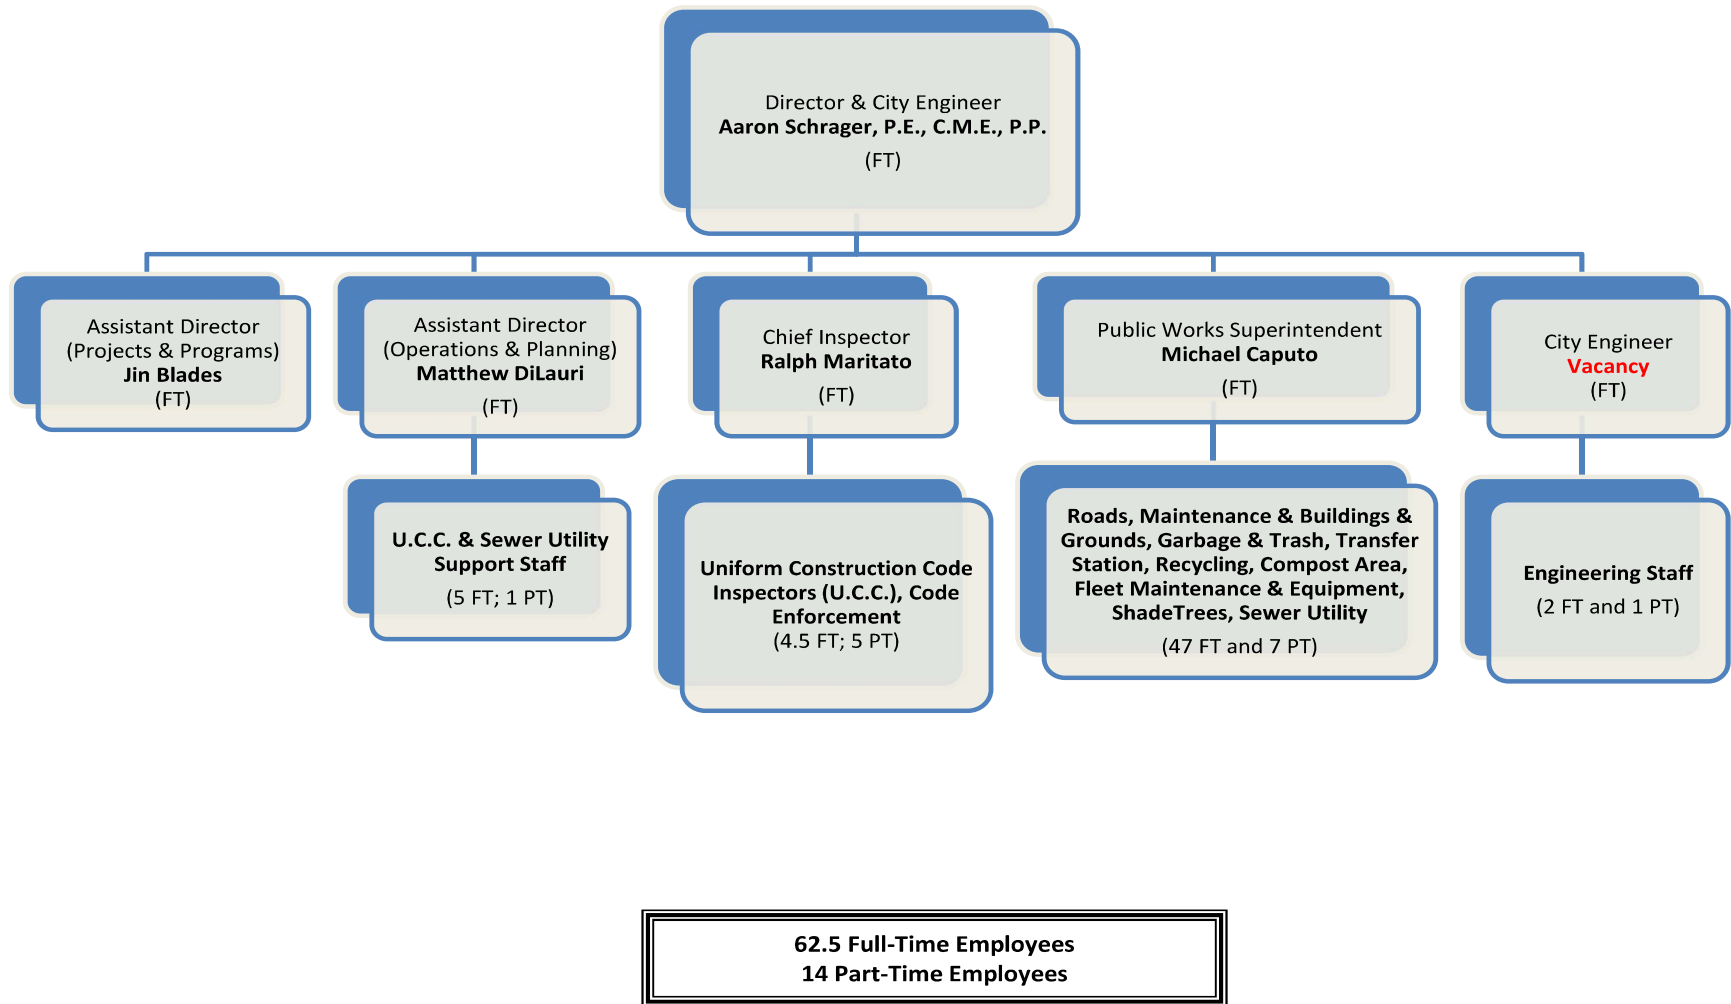 Director & City Engineer
Aaron Schrager, P.E., C.M.E., P.P.
(FT)
Assistant Director
(Projects & Programs)
Jin Blades
(FT)
Assistant Director
(Operations & Planning)
Matthew DiLauri
(FT)
Chief Inspector
Ralph Maritato
(FT)
Public Works Superintendent
Michael Caputo
(FT)
City Engineer
Vacancy
(FT)
U.C.C. & Sewer Utility
Support Staff
(5 FT; 1 PT)
Uniform Construction Code
Inspectors (U.C.C.), Code
Enforcement
(4.5 FT; 5 PT)
Roads, Maintenance & Buildings &
Grounds, Garbage & Trash, Transfer
Station, Recycling, Compost Area,
Fleet Maintenance & Equipment,
ShadeTrees, Sewer Utility
(47 FT and 7 PT)
Engineering Staff
(2 FT and 1 PT)
62.5 Full-Time Employees
14 Part-Time Employees